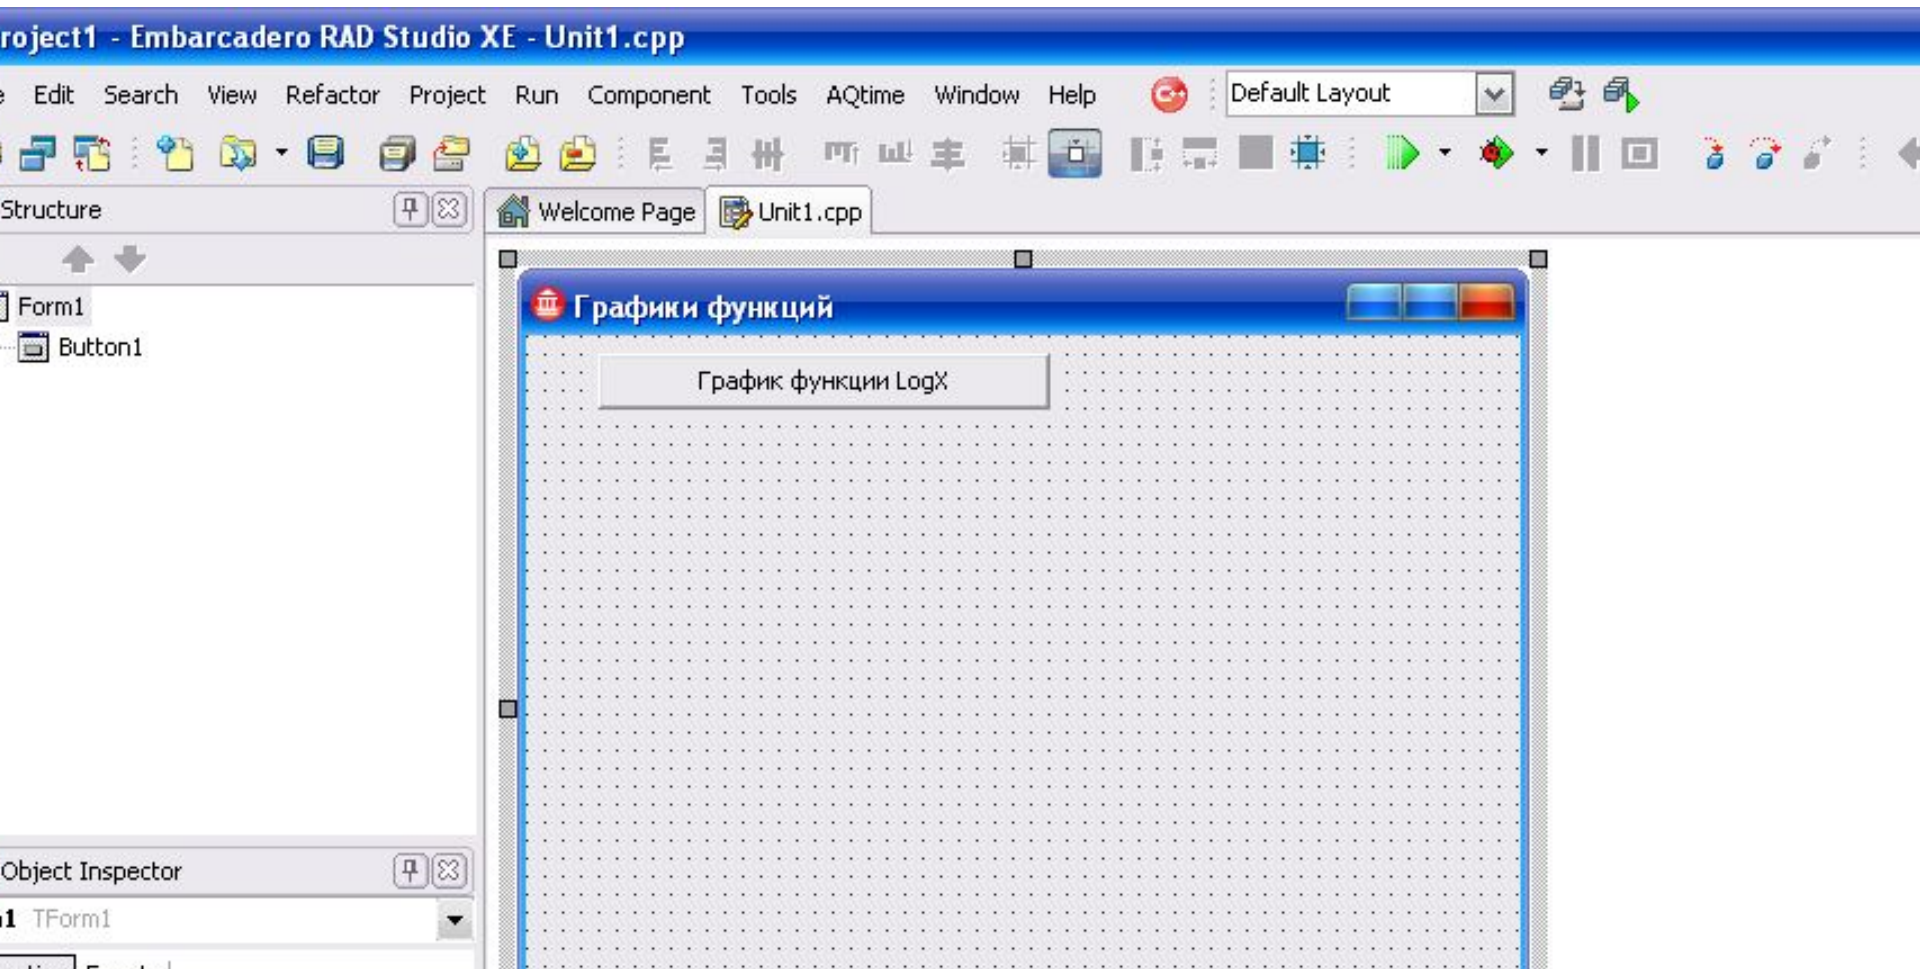 roject1 - Embarcadero RAD Studio XE - Unit1.cpp
Edit Search View Refactor Project Run Component Tools AQtime Window Help Default Layout
Structure
Welcome Page Unit1.cpp
Form1
Button1
Графики функций
График функции LogX
Object Inspector
1 TForm1